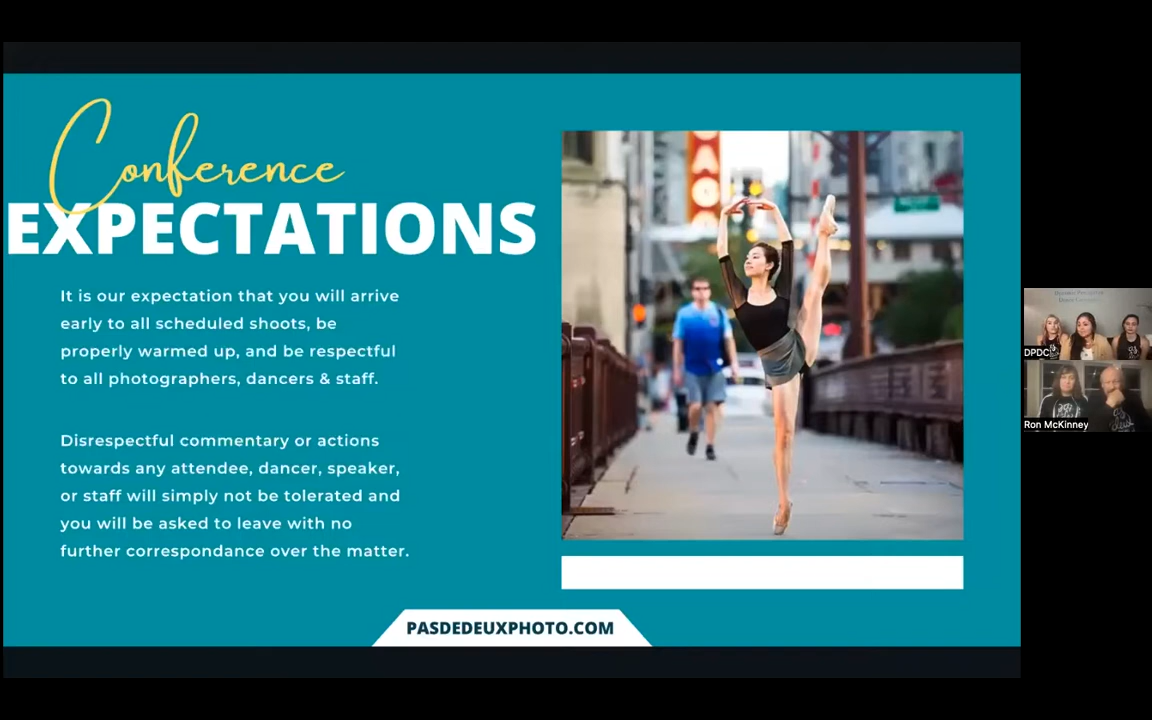 Conference
EXPECTATIONS
It is our expectation that you will arrive
early to all scheduled shoots, be
properly warmed up, and be respectful
to all photographers, dancers & staff.
Disrespectful commentary or actions
towards any attendee, dancer, speaker,
or staff will simply not be tolerated and
you will be asked to leave with no
further correspondance over the matter.
PASDEDEUXPHOTO.COM
DPDC
Ron McKinney